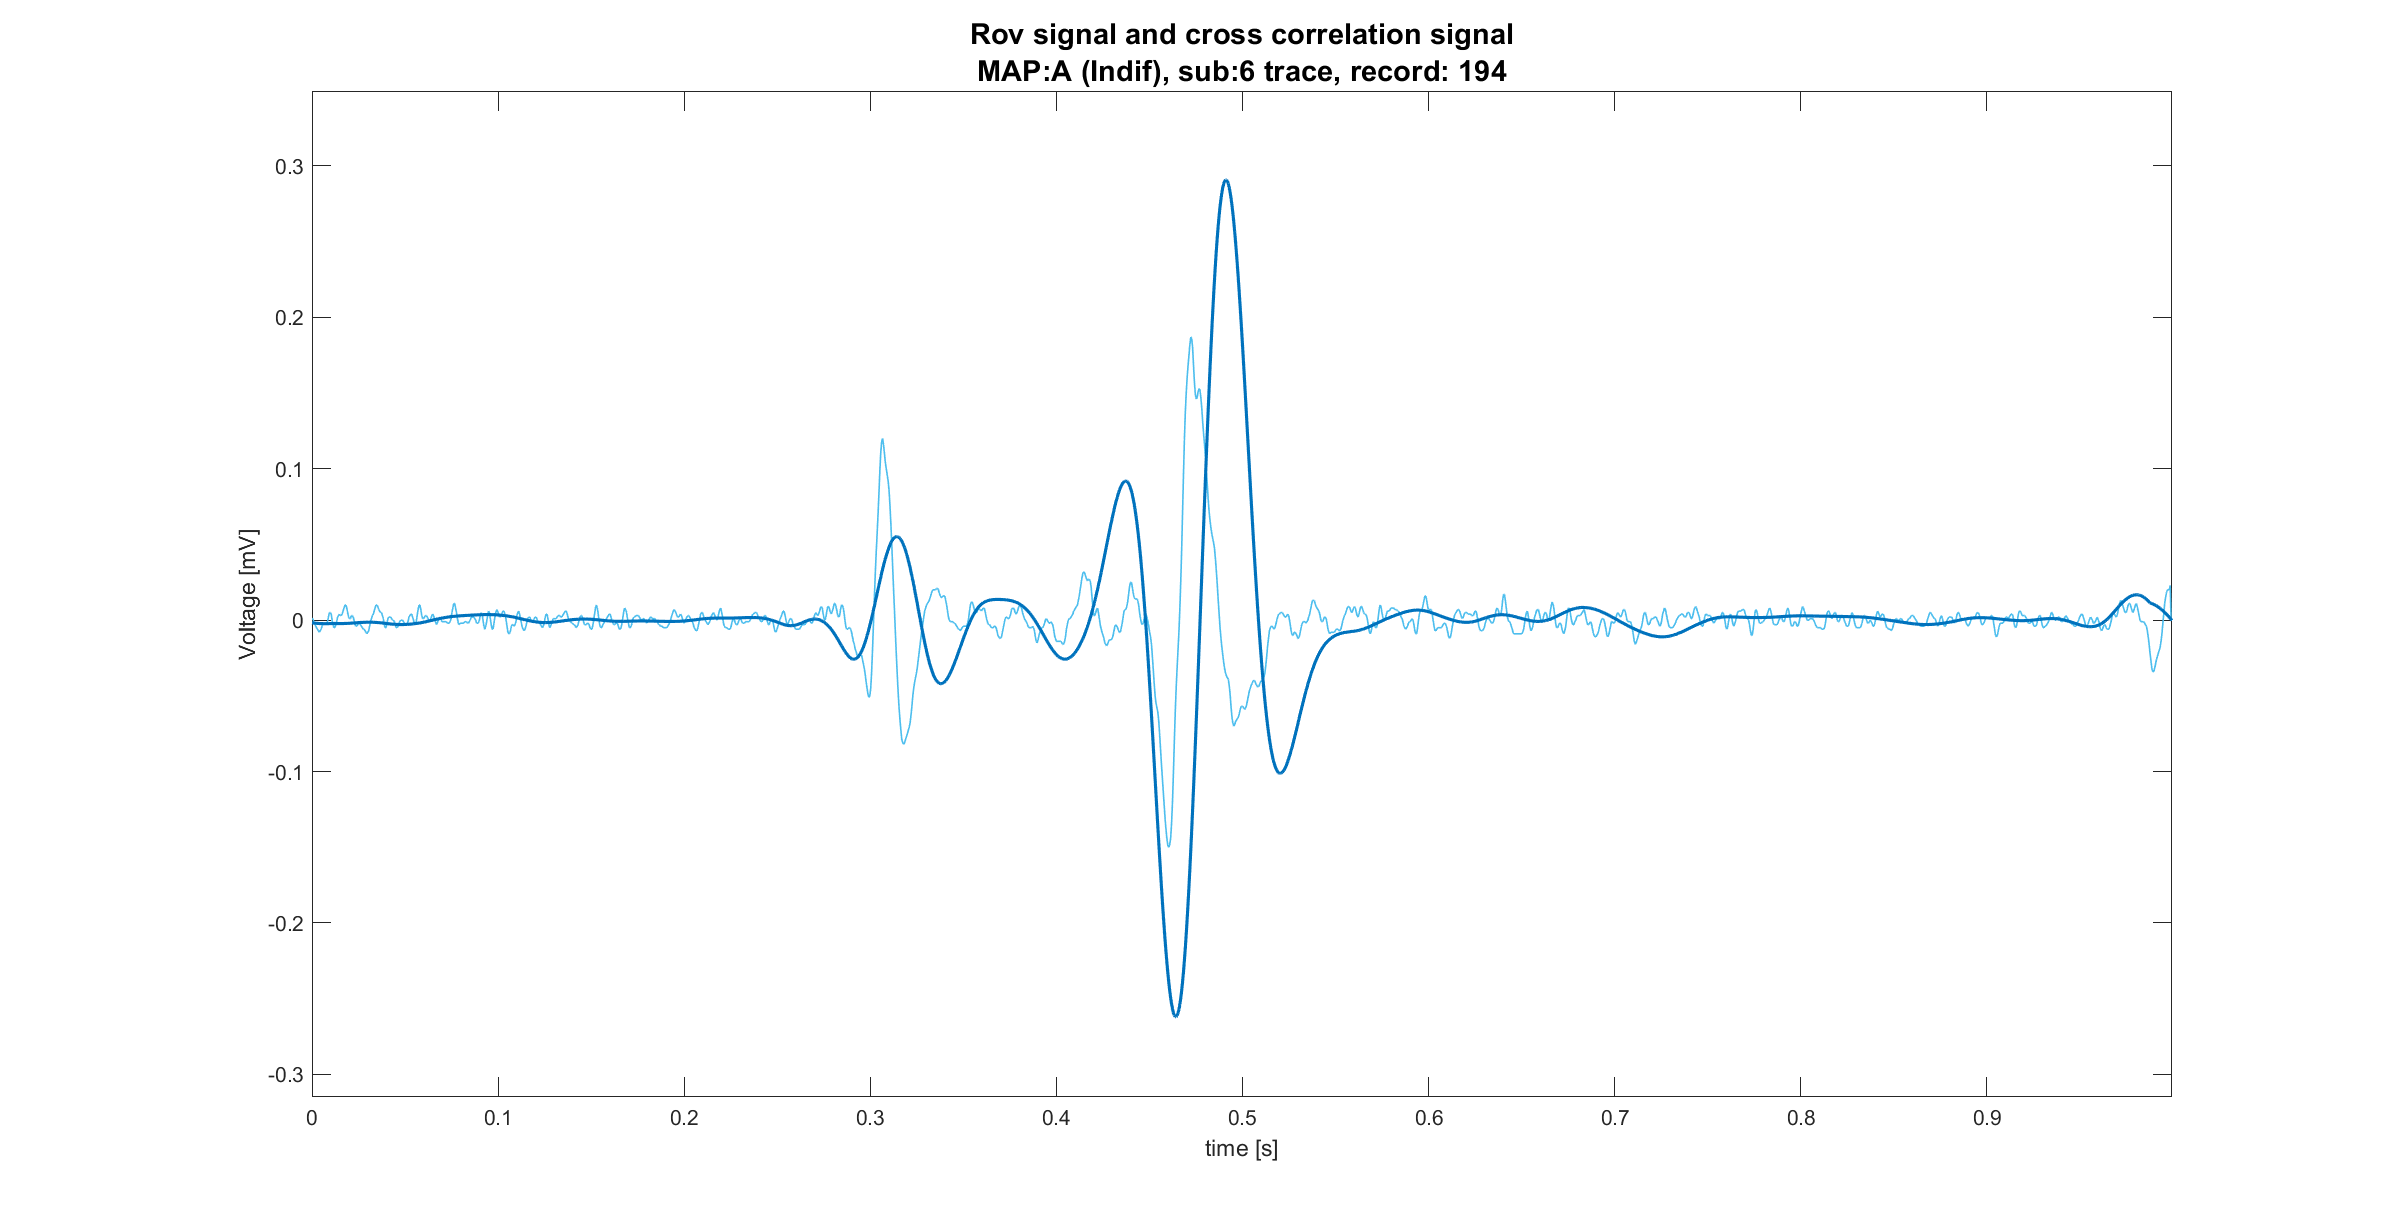 Rov signal and cross correlation signal
MAP:A (Indif), sub:6 trace, record: 194
Voltage [mV]
0.3
0.2
0.1
0
-0.1
-0.2
-0.3
0 0.1 0.2 0.3 0.4 0.5 0.6 0.7 0.8 0.9
time [s]